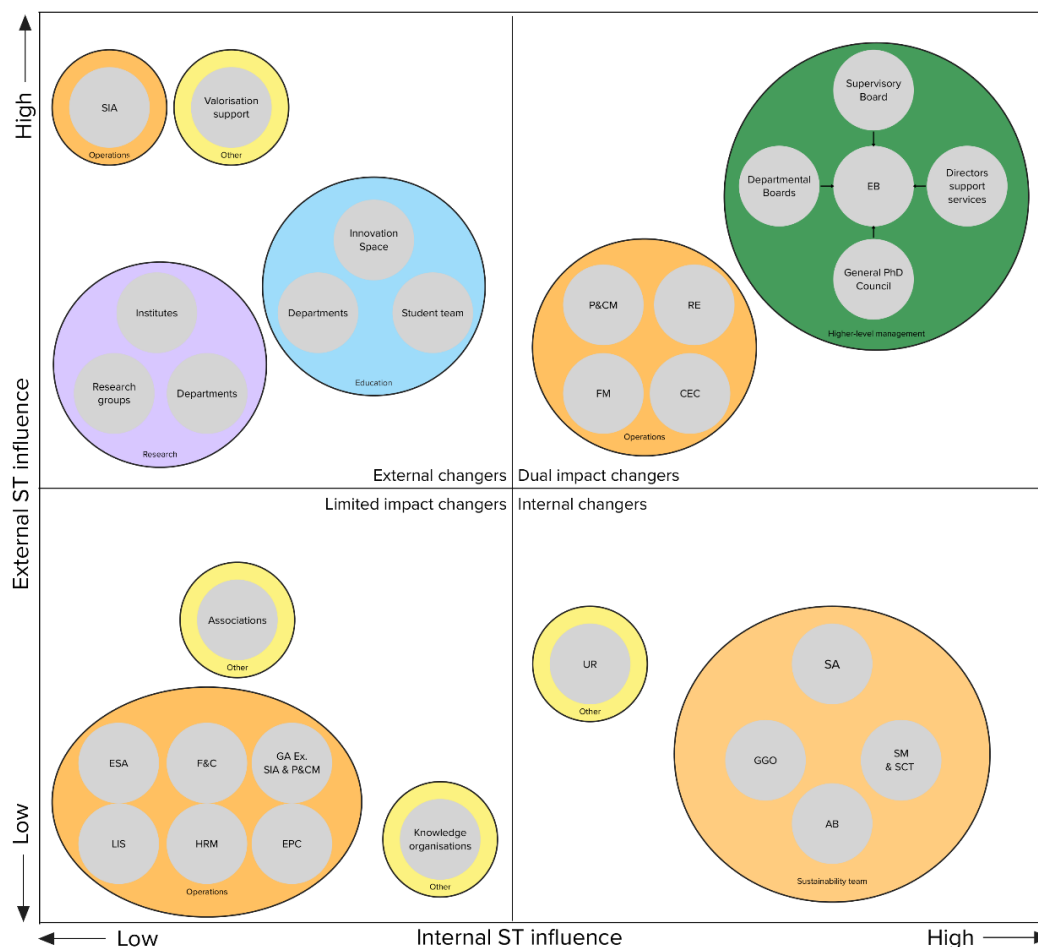 High
External ST influence
Low
SIA
Operations
Valorisation
support
Other
Innovation
Space
Departments
Student team
Education
Institutes
Research
groups
Departments
Research
External changers
Supervisory
Board
Departmental
Boards
EB
Directors
support
services
General PhD
Council
Higher-level management
P&CM
RE
FM
CEC
Operations
Dual impact changers
Limited impact changers
Associations
Other
ESA
F&C
GA Ex.
SIA & P&CM
LIS
HRM
EPC
Operations
Knowledge
organisations
Other
Internal changers
UR
Other
SA
GGO
SM
& SCT
AB
Sustainability team
Low
Internal ST influence
High